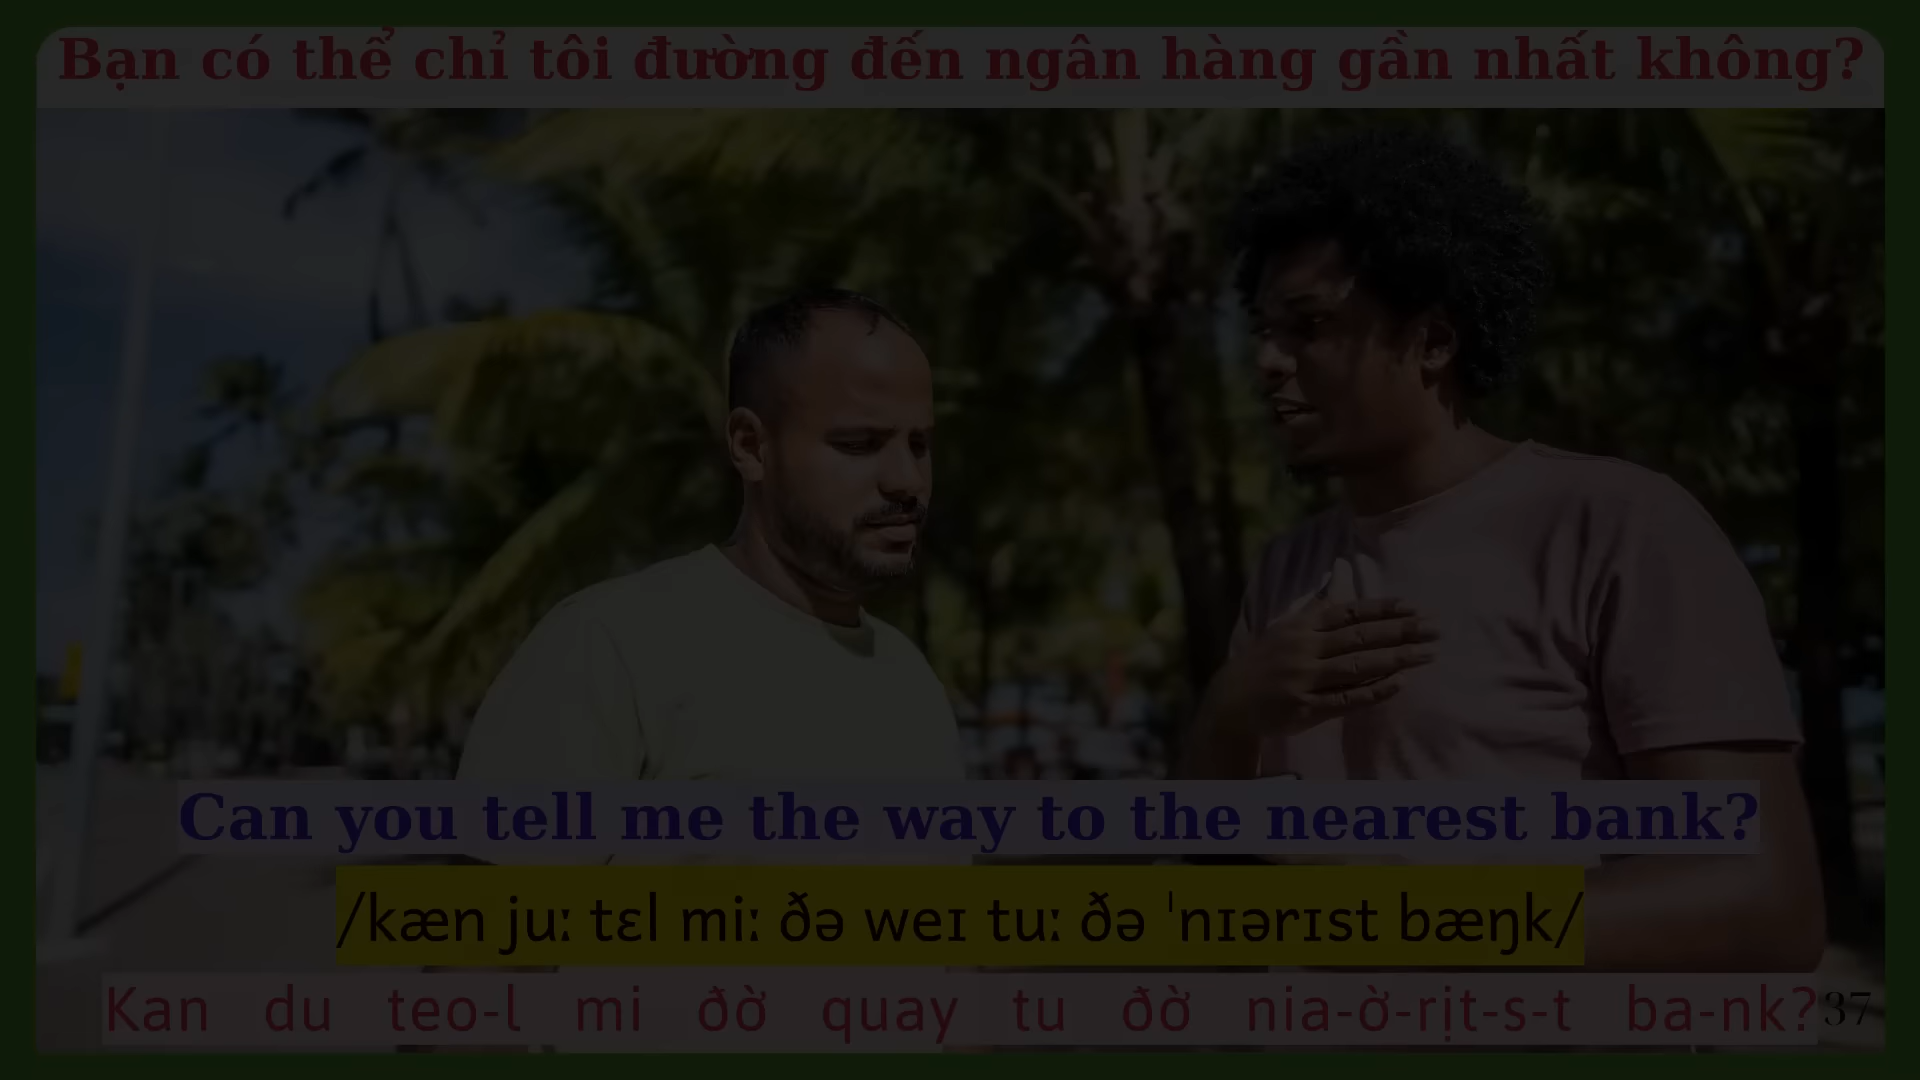 Bạn có thể chỉ tôi đường đến ngân hàng gần nhất không?
Can you tell me the way to the nearest bank?
/kæn juː tɛl miː ðə weɪ tuː ðə ˈnɪərɪst bæŋk/
Kan du teo-l mi đờ quay tu đờ nia-ờ-rịt-s-t ba-nk?
37